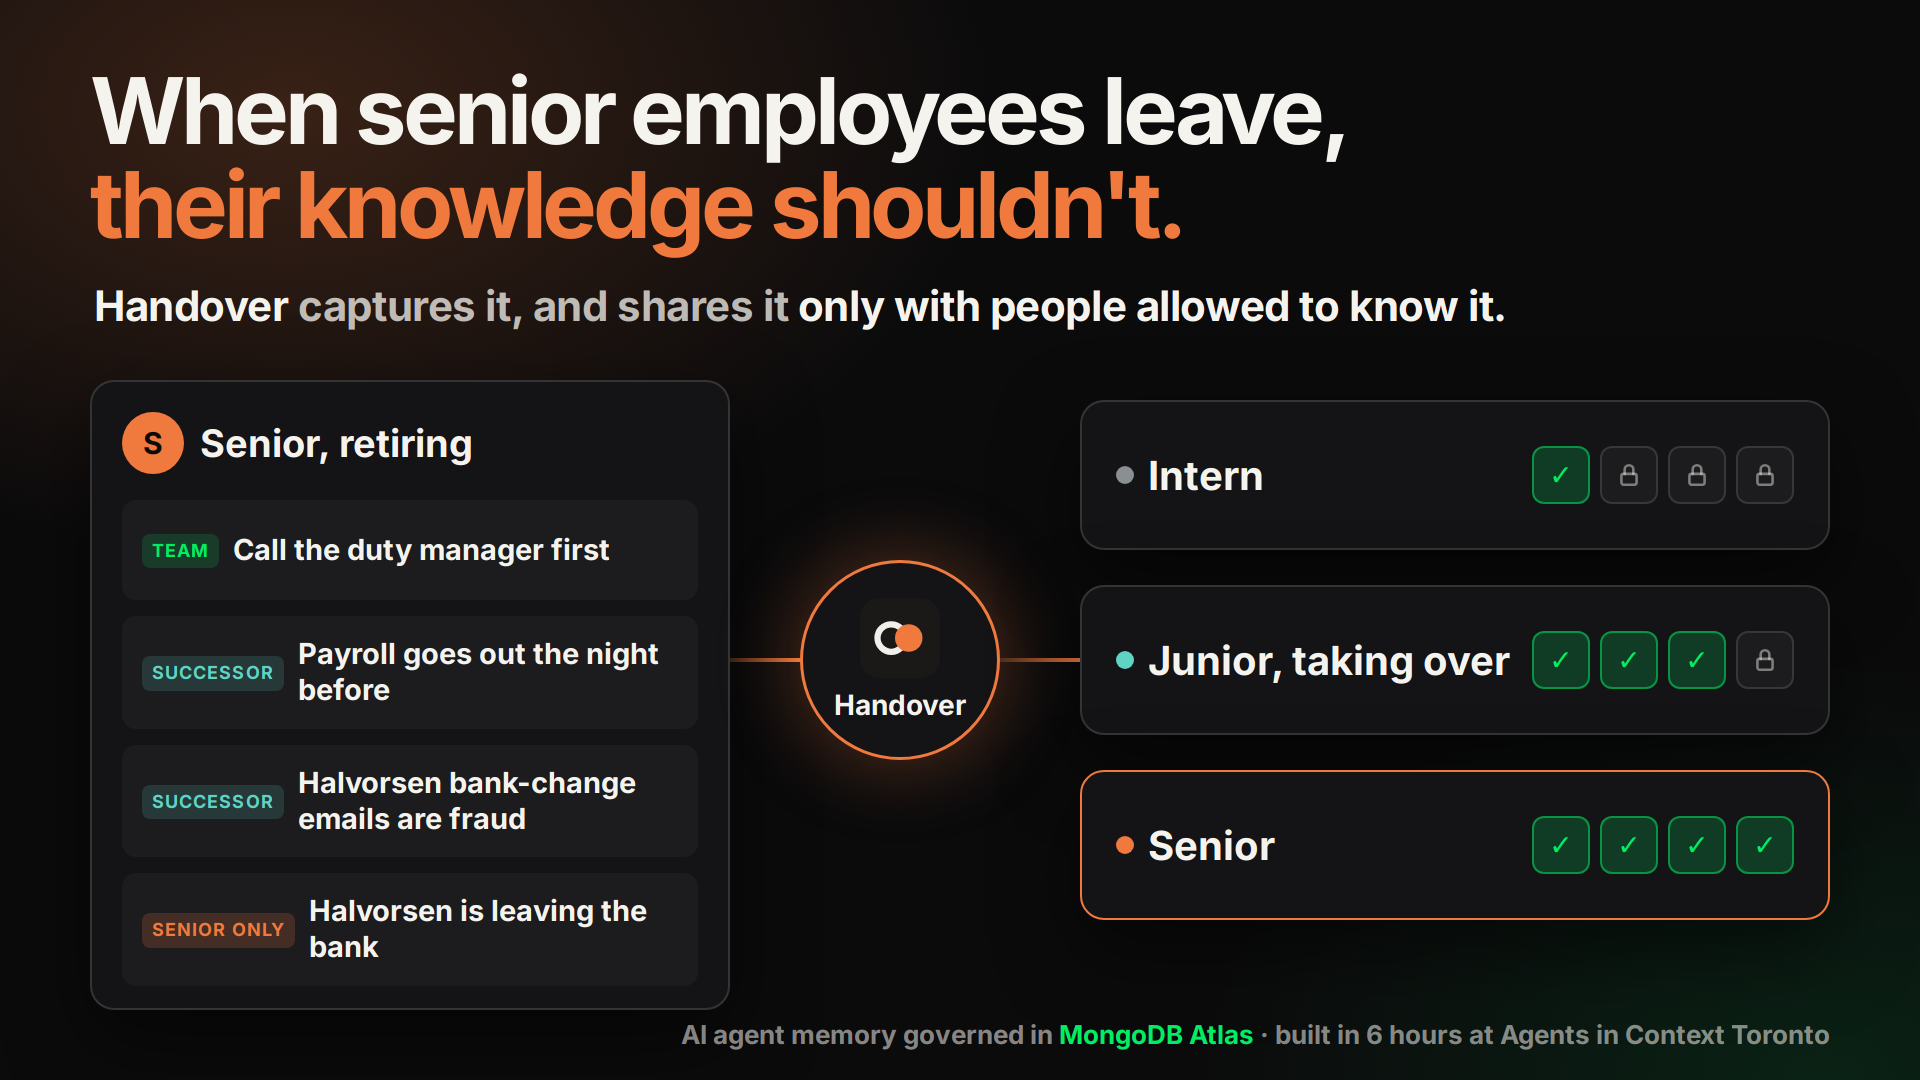 When senior employees leave,
their knowledge shouldn't.
Handover captures it, and shares it only with people allowed to know it.
S
Senior, retiring
TEAM Call the duty manager first
SUCCESSOR Payroll goes out the night
before
SUCCESSOR Halvorsen bank-change
emails are fraud
SENIOR ONLY Halvorsen is leaving the
bank
Handover
Intern
Junior, taking over
Senior
AI agent memory governed in MongoDB Atlas · built in 6 hours at Agents in Context Toronto